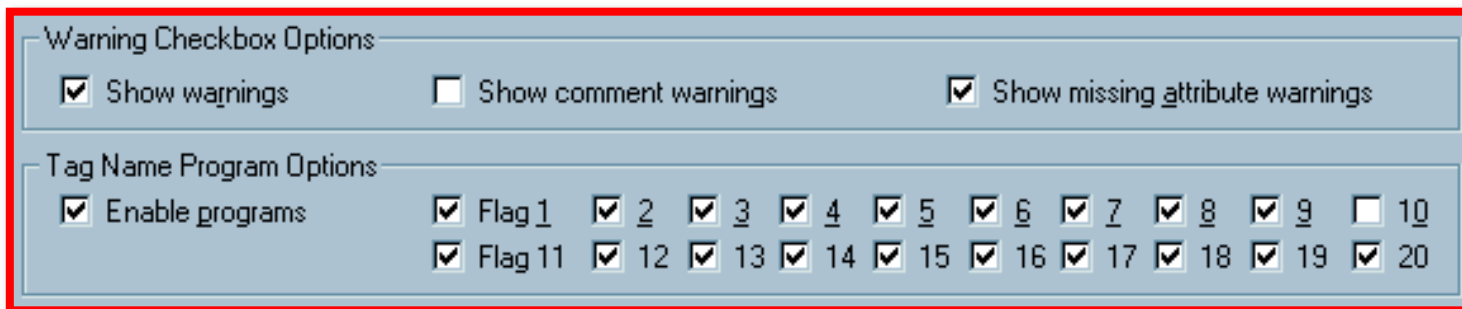 Warning Checkbox Options
Show warnings Show comment warnings Show missing attribute warnings
Tag Name Program Options
Enable programs Flag 1 2 3 4 5 6 7 8 9 10
Flag 11 12 13 14 15 16 17 18 19 20